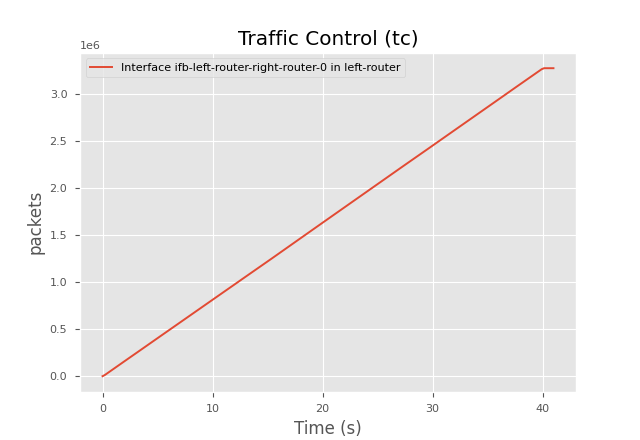 Traffic Control (tc)
1e6
Interface ifb-left-router-right-router-0 in left-router
3.0
2.5
2.0
1.5
1.0
0.5
0.0
packets
0 10 20 30 40
Time (s)